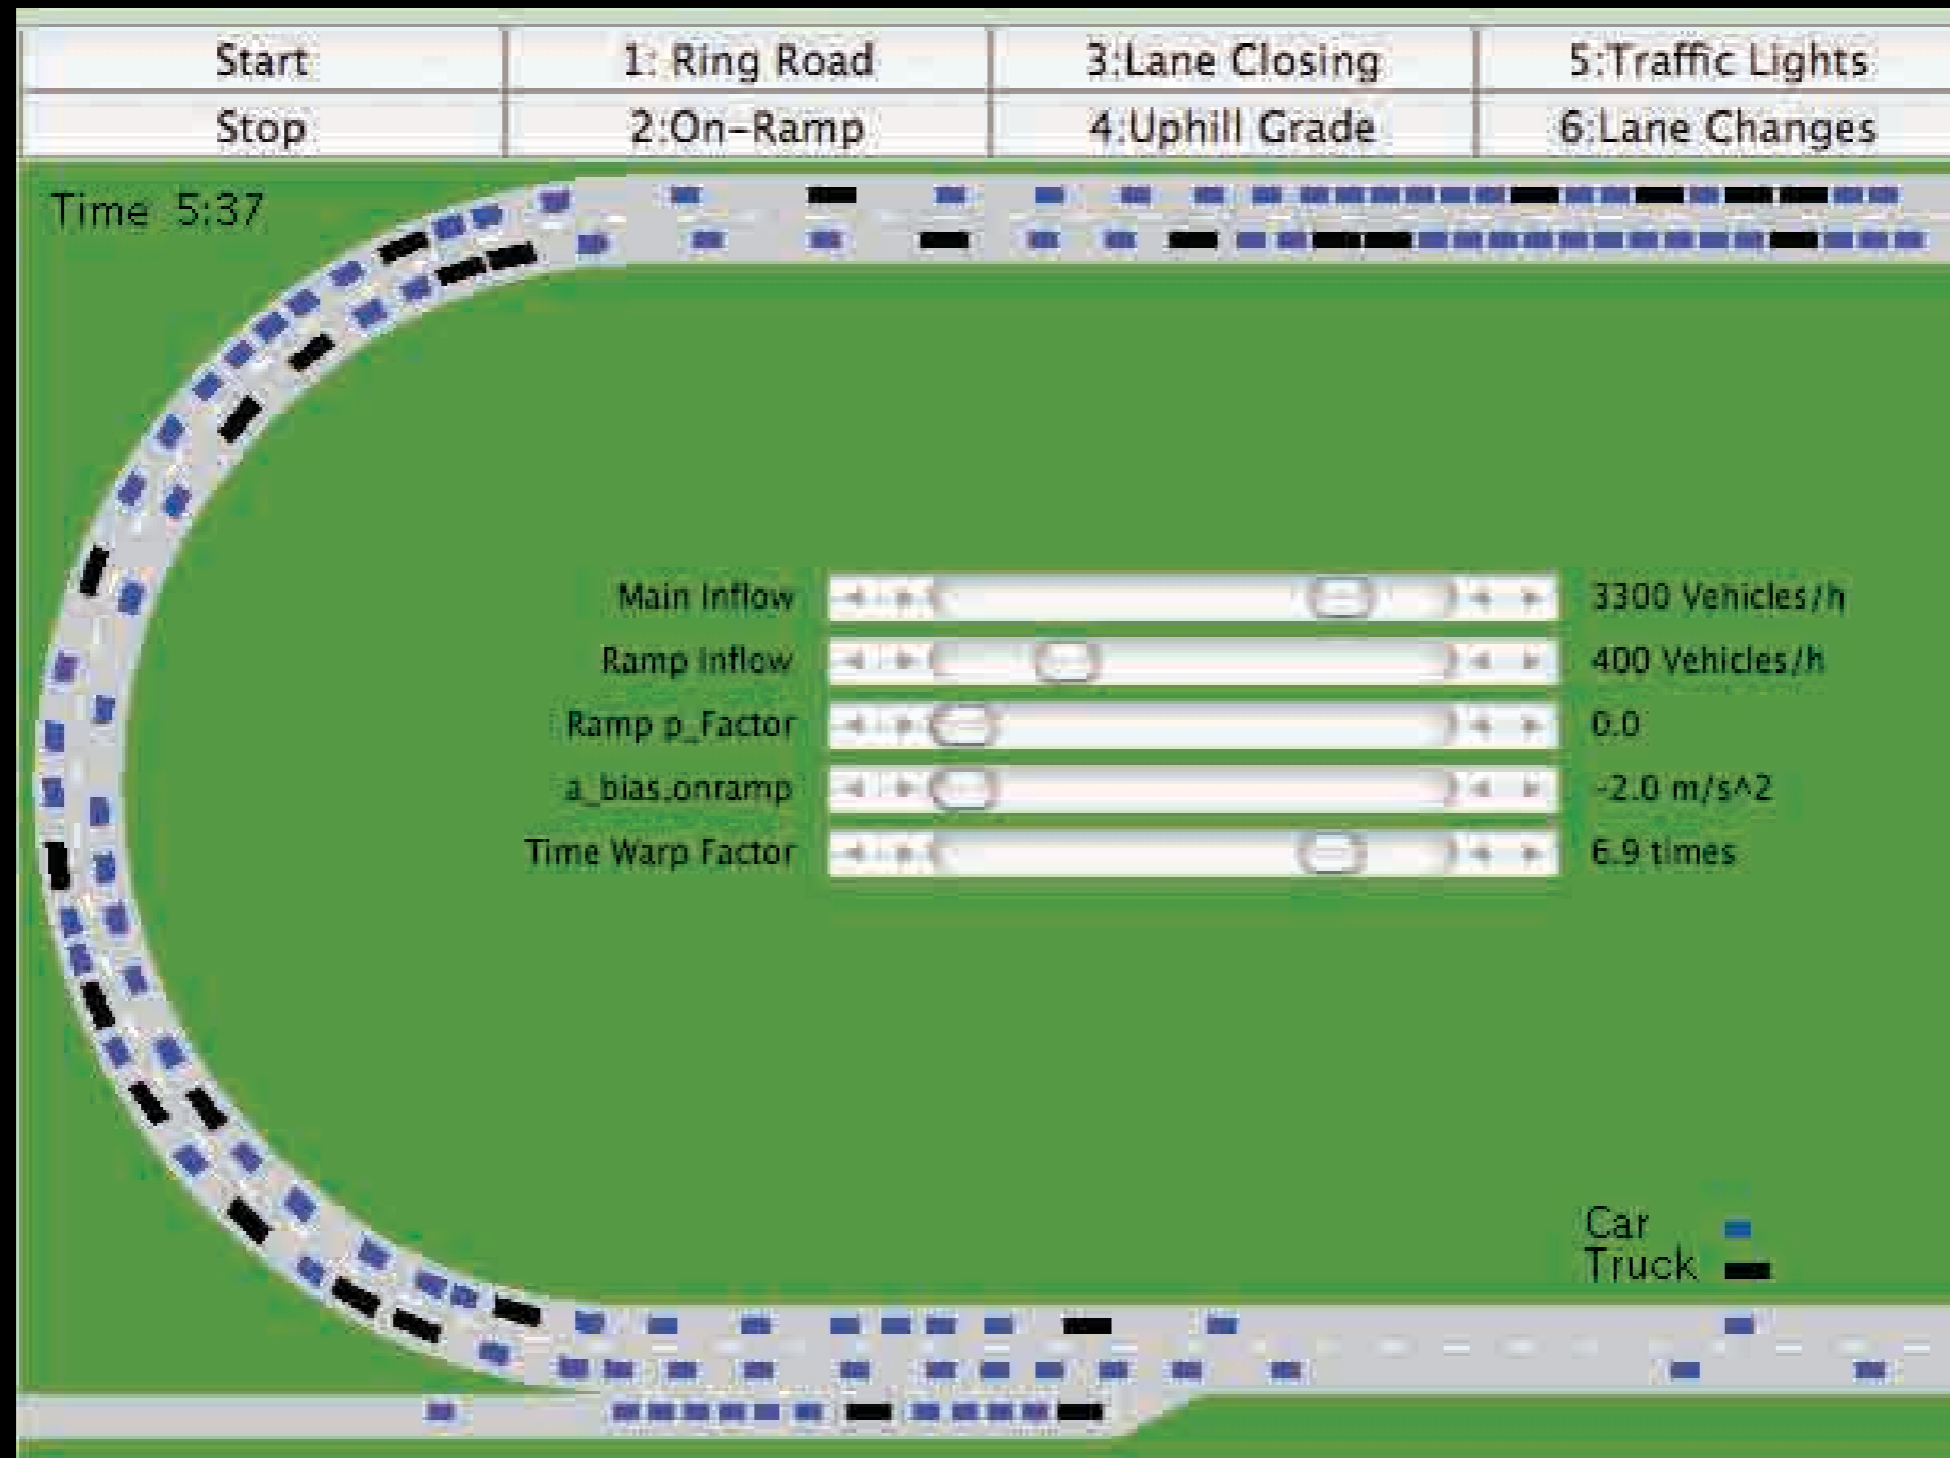 Start 1: Ring Road 3:Lane Closing 5:Traffic Lights
Stop 2:On-Ramp 4:Uphill Grade 6:Lane Changes
Time 5:37
Main Inflow 3300 Vehicles/h
Ramp Inflow 400 Vehicles/h
Ramp p_Factor 0.0
a_bias,onramp -2.0 m/s^2
Time Warp Factor 6.9 times
Car
Truck